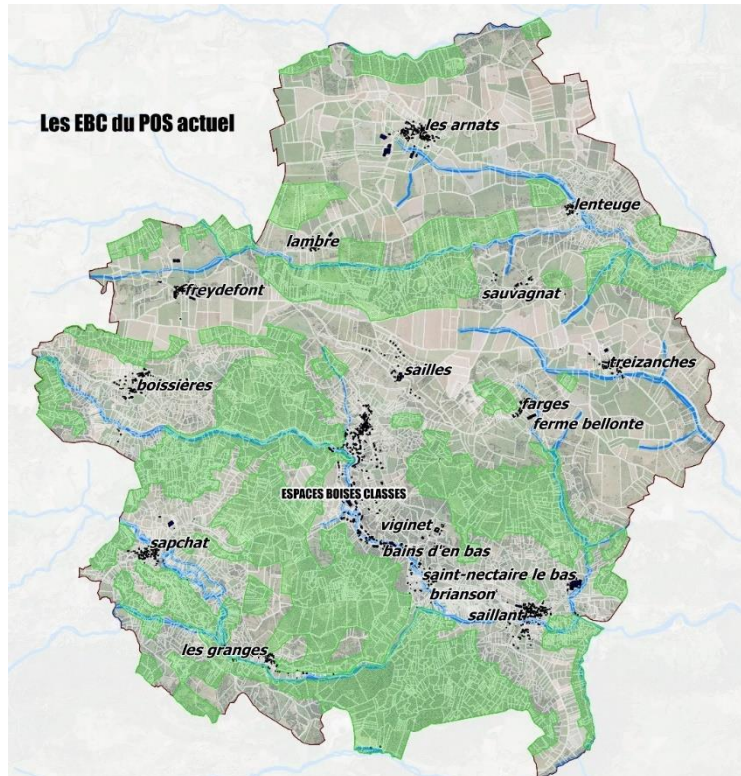 Les EBC du POS actuel
les arnats
lenteuge
lambre
freydefont
sauvagnat
boissières
sailles
treizanches
farges
ferme bellonte
ESPACES BOISES CLASSES
viginet
bains d'en bas
sapchat
saint-nectaire le bas
brianson
saillant
les granges